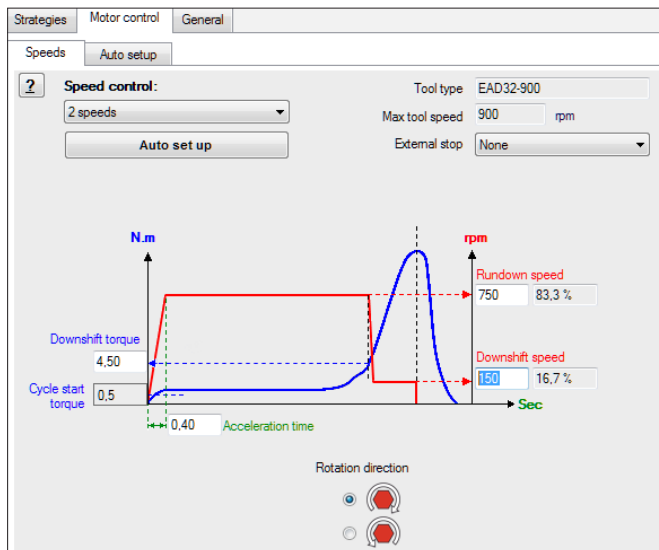 Strategies Motor control General
Speeds Auto setup
? Speed control: Tool type EAD32-900
2 speeds Max tool speed 900 rpm
Auto set up External stop None
N.m rpm
Rundown speed
750 83,3 %
Downshift torque
4,50
Downshift speed
150 16,7 %
Cycle start
torque 0,5
Sec
0,40 Acceleration time
Rotation direction